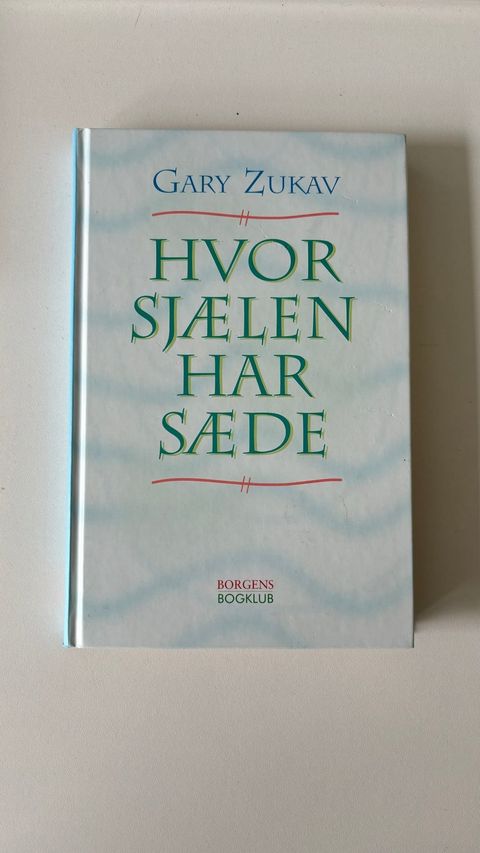 GARY ZUKAV
HVOR
SJÆLEN
HAR
SÆDE
BORGENS
BOGKLUB